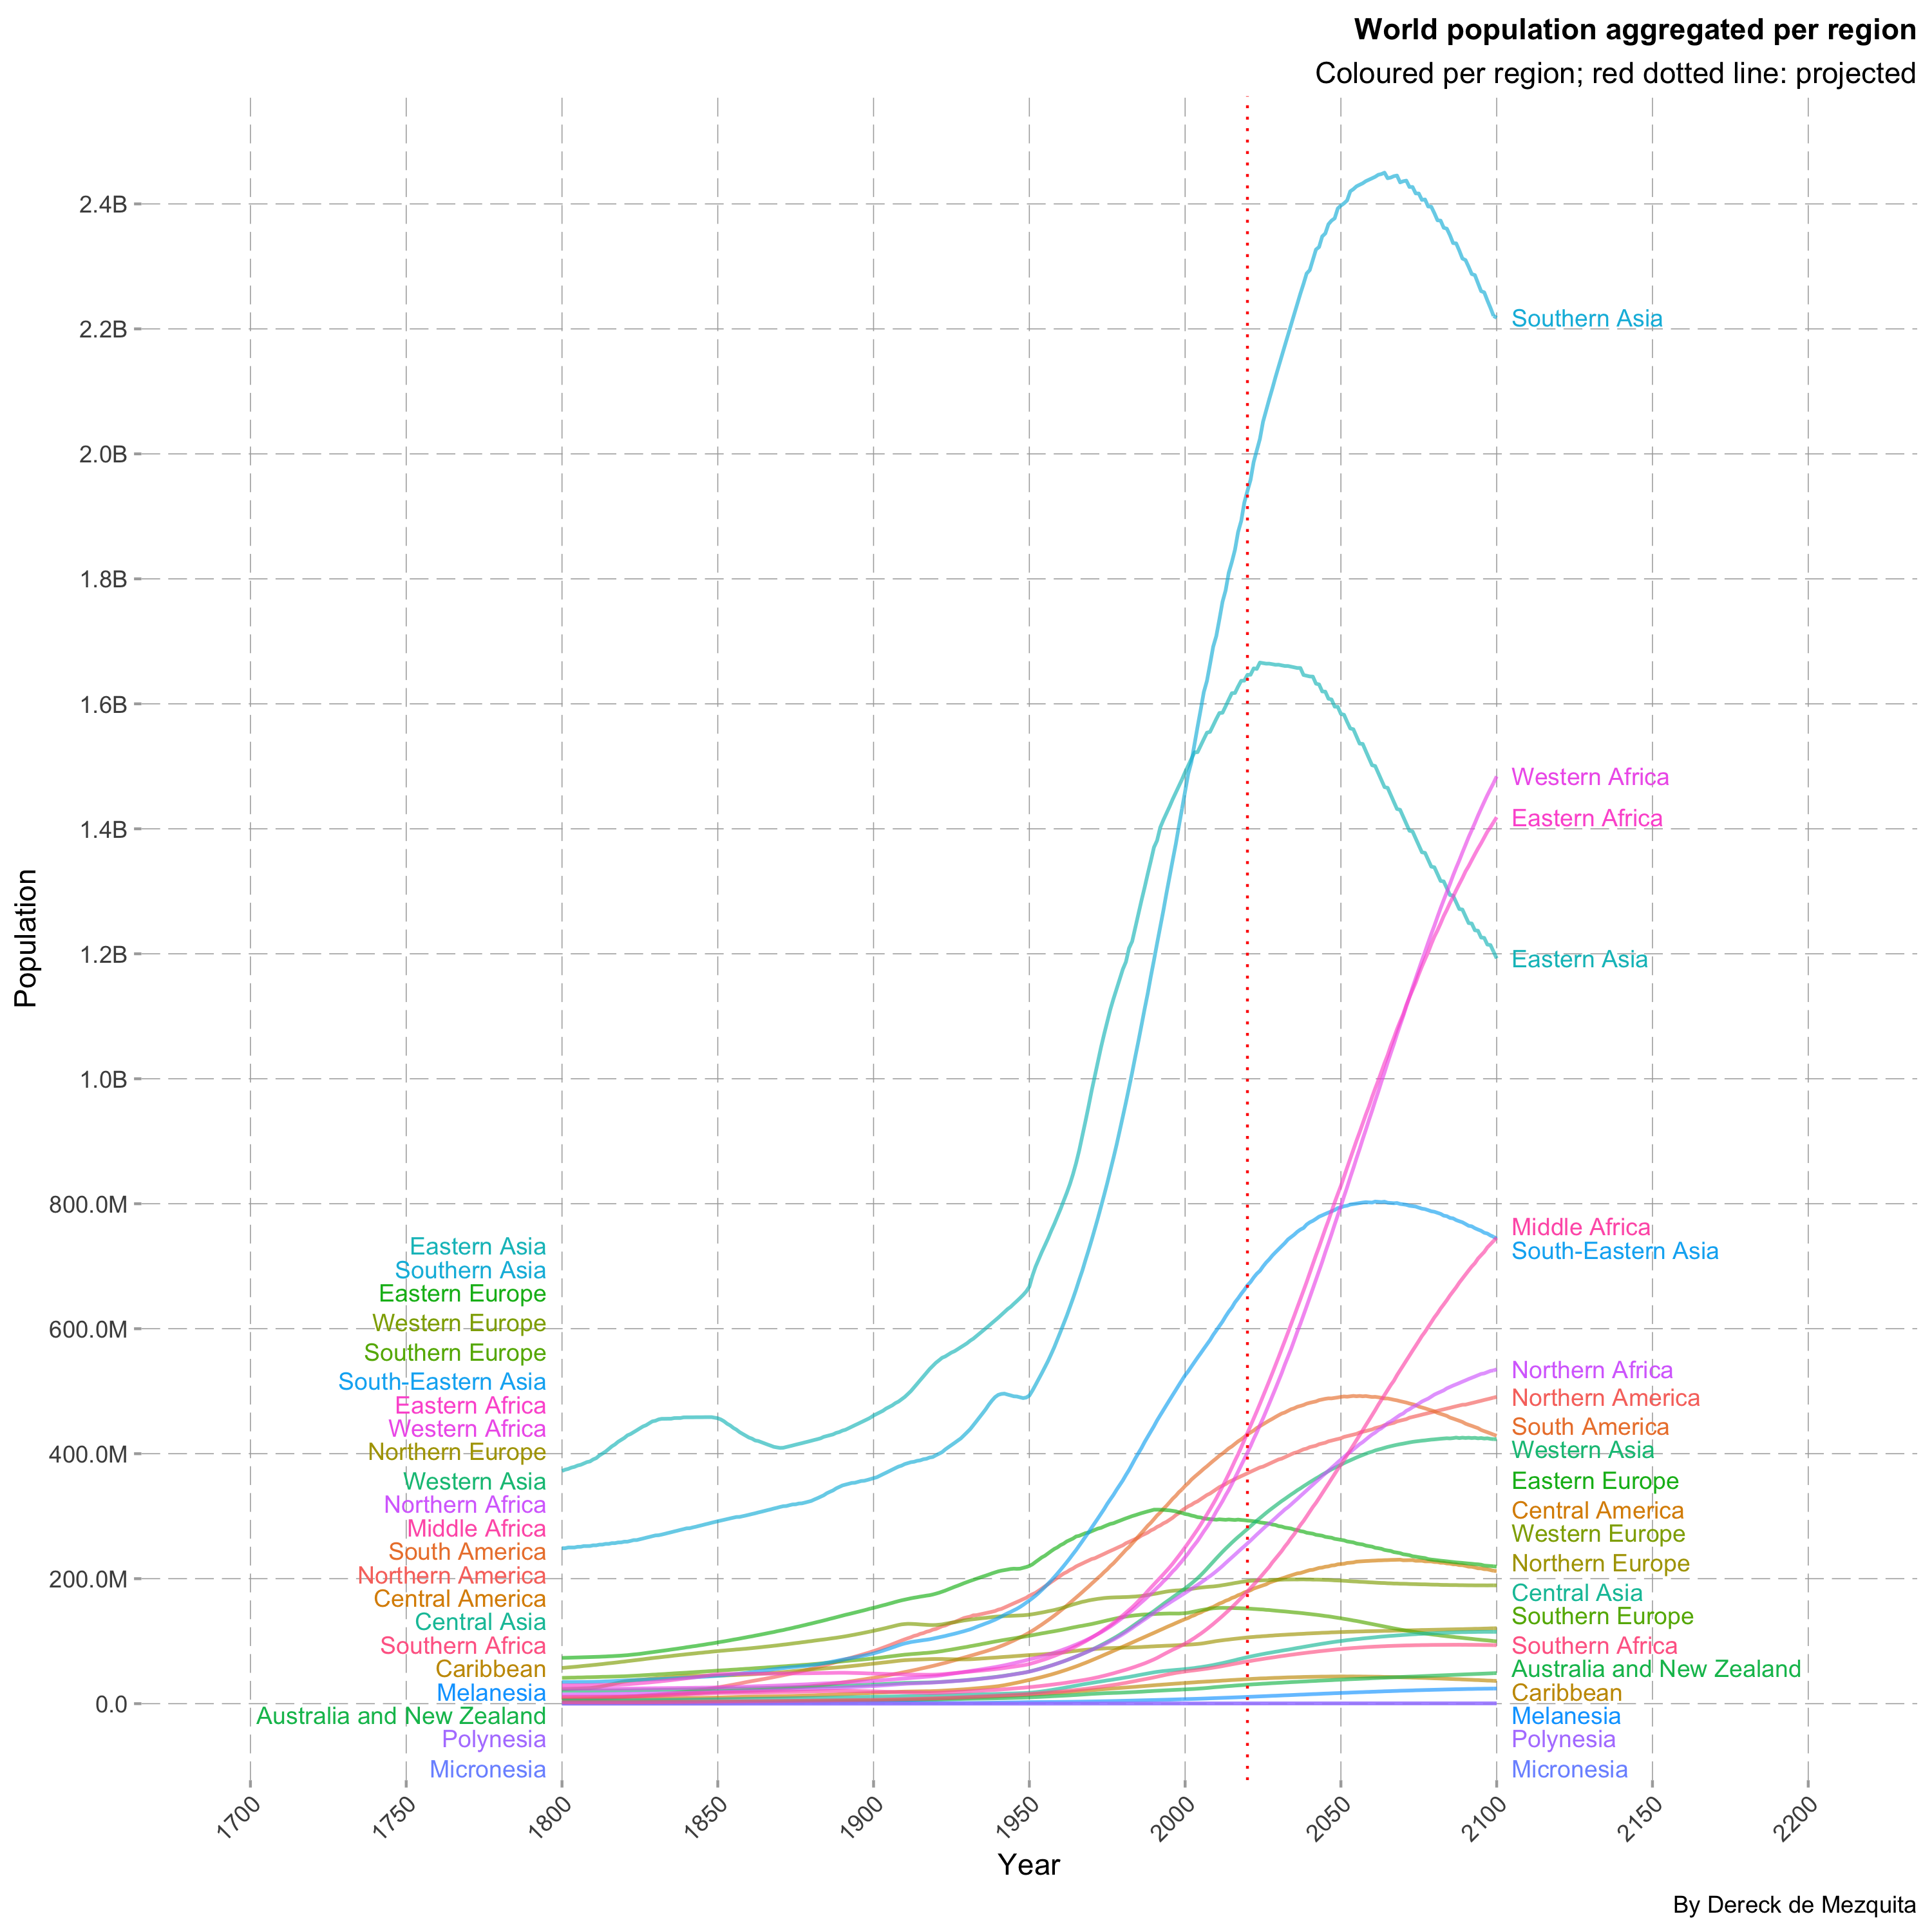 World population aggregated per region
Coloured per region; red dotted line: projected
Population
2.4B
2.2B
2.0B
1.8B
1.6B
1.4B
1.2B
1.0B
800.0M
600.0M
400.0M
200.0M
0.0
Eastern Asia
Southern Asia
Eastern Europe
Western Europe
Southern Europe
South-Eastern Asia
Eastern Africa
Western Africa
Northern Europe
Western Asia
Northern Africa
Middle Africa
South America
Northern America
Central America
Central Asia
Southern Africa
Caribbean
Melanesia
Australia and New Zealand
Polynesia
Micronesia
Southern Asia
Western Africa
Eastern Africa
Eastern Asia
Middle Africa
South-Eastern Asia
Northern Africa
Northern America
South America
Western Asia
Eastern Europe
Central America
Western Europe
Northern Europe
Central Asia
Southern Europe
Southern Africa
Australia and New Zealand
Caribbean
Melanesia
Polynesia
Micronesia
1700
1750
1800
1850
1900
1950
2000
2050
2100
2150
2200
Year
By Dereck de Mezquita